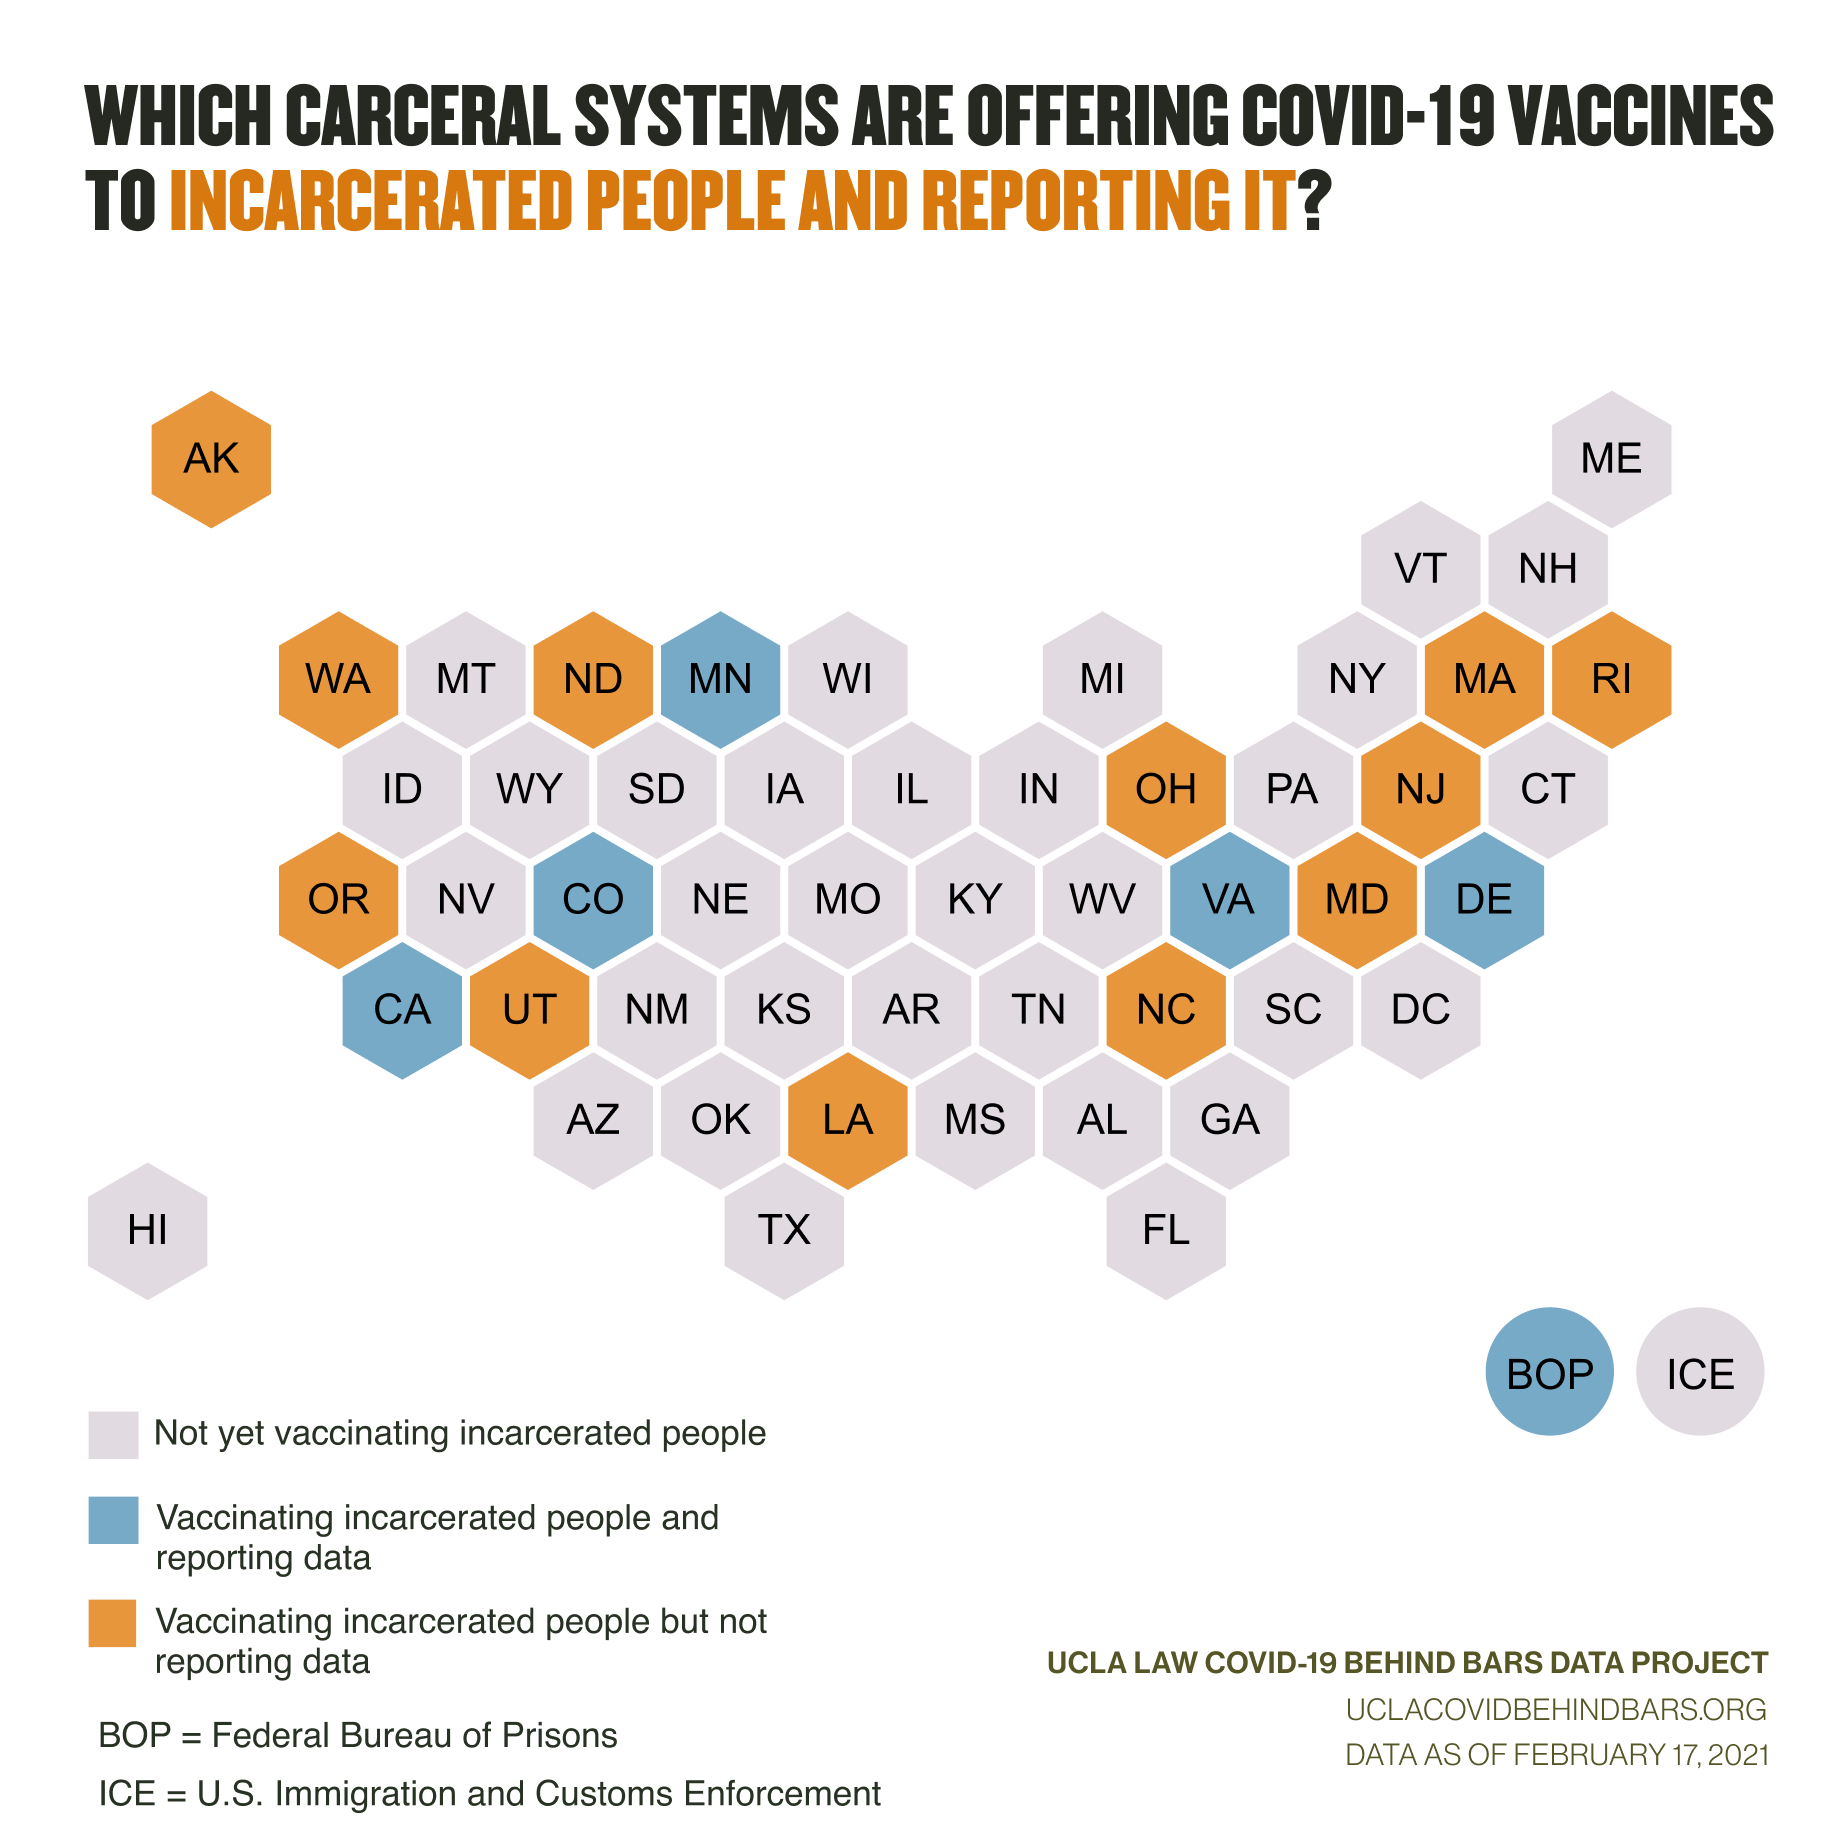 WHICH CARCERAL SYSTEMS ARE OFFERING COVID-19 VACCINES
TO INCARCERATED PEOPLE AND REPORTING IT?
AK
ME
VT
NH
WA
MT
ND
MN
WI
MI
NY
MA
RI
ID
WY
SD
IA
IL
IN
OH
PA
NJ
CT
OR
NV
CO
NE
MO
KY
WV
VA
MD
DE
CA
UT
NM
KS
AR
TN
NC
SC
DC
AZ
OK
LA
MS
AL
GA
HI
TX
FL
BOP
ICE
Not yet vaccinating incarcerated people
Vaccinating incarcerated people and
reporting data
Vaccinating incarcerated people but not
reporting data
BOP = Federal Bureau of Prisons
ICE = U.S. Immigration and Customs Enforcement
UCLA LAW COVID-19 BEHIND BARS DATA PROJECT
UCLACOVIDBEHINDBARS.ORG
DATA AS OF FEBRUARY 17, 2021